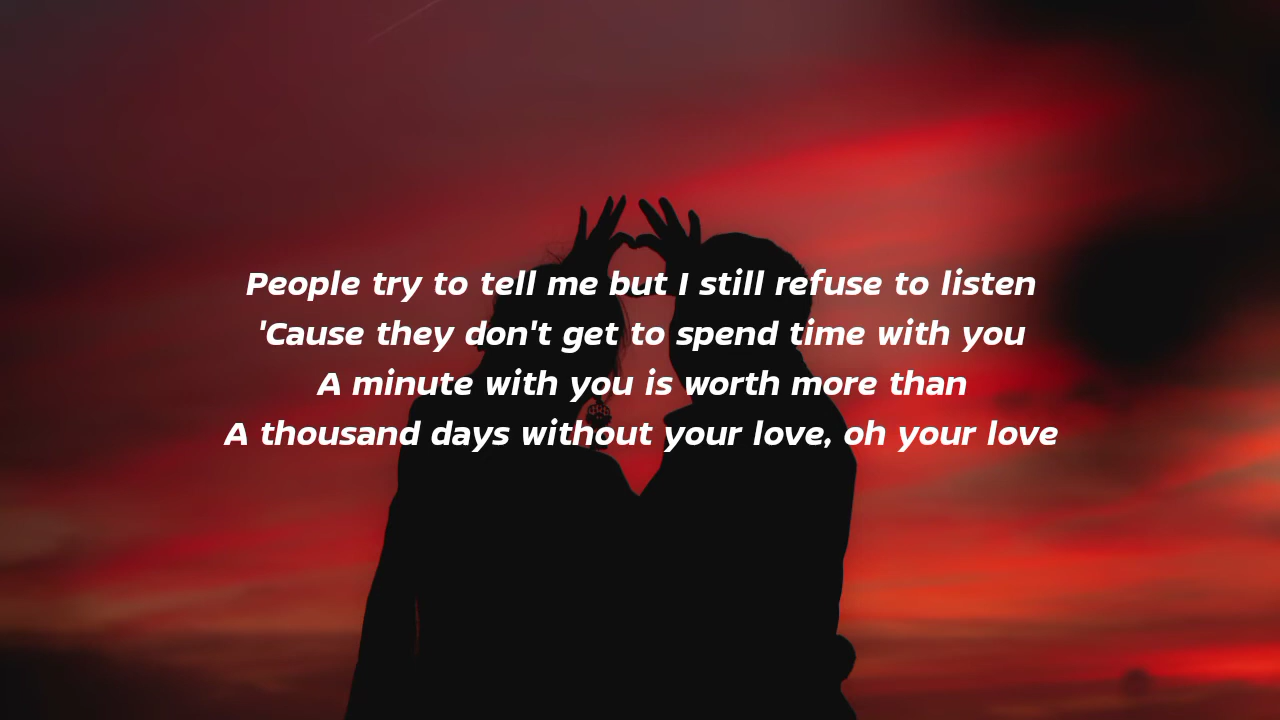 People try to tell me but I still refuse to listen
'Cause they don't get to spend time with you
A minute with you is worth more than
A thousand days without your love, oh your love